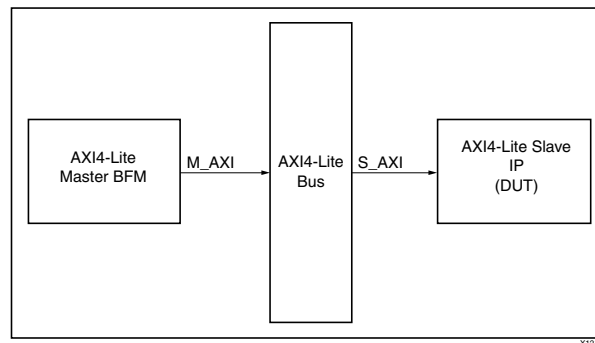 AXI4-Lite
Master BFM
M_AXI
AXI4-Lite
Bus
S_AXI
AXI4-Lite Slave
IP
(DUT)